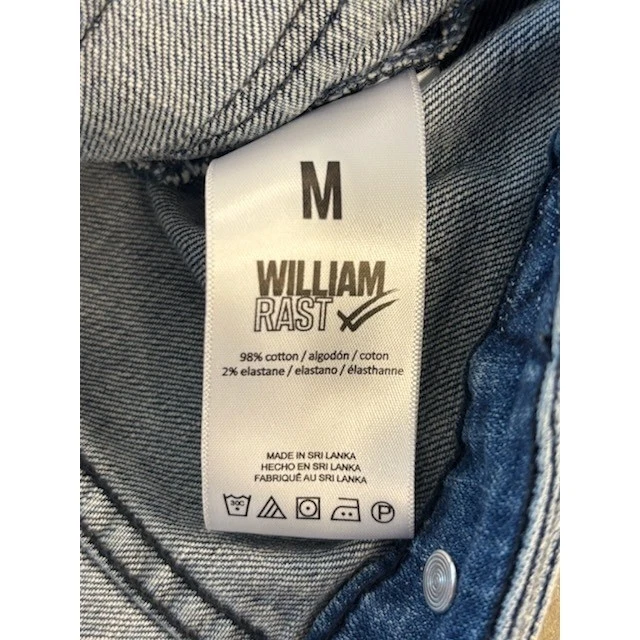 M
WILLIAM
RAST
98% cotton / algodón / coton
2% elastane / elastano / élasthanne
MADE IN SRI LANKA
HECHO EN SRI LANKA
FABRIQUÉ AU SRI LANKA
30C P